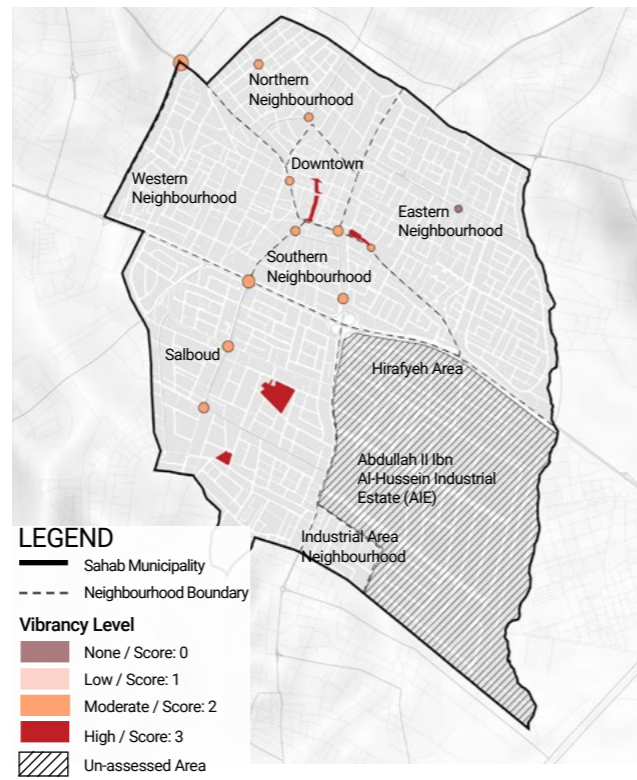 Northern
Neighbourhood
Downtown
Western
Neighbourhood
Eastern
Neighbourhood
Southern
Neighbourhood
Salboud
Hirafyeh Area
Abdullah II Ibn
Al-Hussein Industrial
Estate (AIE)
Industrial Area
Neighbourhood
LEGEND
Sahab Municipality
Neighbourhood Boundary
Vibrancy Level
None / Score: 0
Low / Score: 1
Moderate / Score: 2
High / Score: 3
Un-assessed Area